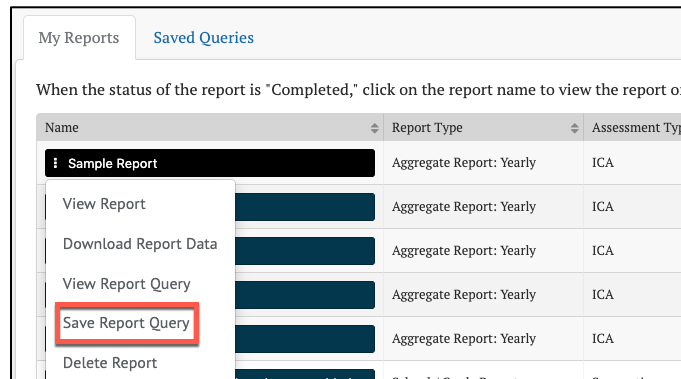 My Reports
Saved Queries
When the status of the report is "Completed," click on the report name to view the report
Name
Report Type
Assessment
Sample Report
Aggregate Report: Yearly
ICA
View Report
Aggregate Report: Yearly
ICA
Download Report Data
Aggregate Report: Yearly
ICA
View Report Query
Aggregate Report: Yearly
ICA
Save Report Query
Aggregate Report: Yearly
ICA
Delete Report